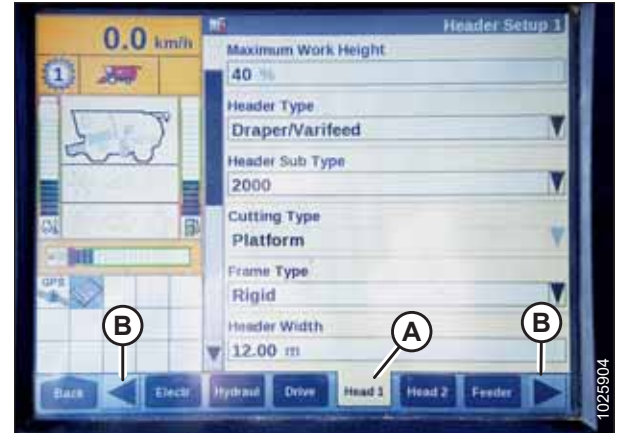 0.0 km/h
Header Setup 1
1
Maximum Work Height
40 %
Header Type
Draper/Varifeed
Header Sub Type
2000
Cutting Type
Platform
Frame Type
Rigid
GPS
Header Width
12.00 m
B
A
B
Back
Electr
Hydraul
Drive
Head 1
Head 2
Feeder
1025904